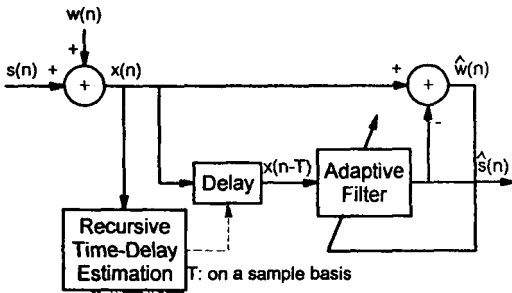 w(n)
+
s(n) + + x(n) + + ŵ(n)
-
Delay x(n-T) Adaptive Filter ŝ(n)
Recursive
Time-Delay
Estimation T: on a sample basis